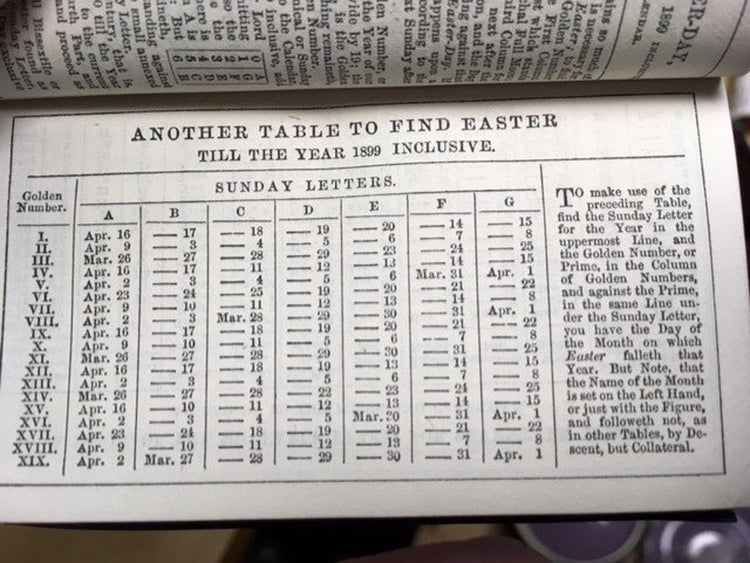 ER-DAY,
1899 INCLUSIVE
ANOTHER TABLE TO FIND EASTER
TILL THE YEAR 1899 INCLUSIVE.
Golden
Number.
SUNDAY LETTERS.
A B C D E F G
I. Apr. 16 — 17 — 18 — 19 — 20 — 14 — 15
II. Apr. 9 — 3 — 4 — 5 — 6 — 7 — 8
III. Mar. 26 — 27 — 28 — 29 — 23 — 24 — 25
IV. Apr. 16 — 17 — 11 — 12 — 13 — 14 — 15
V. Apr. 2 — 3 — 4 — 5 — 6 Mar. 31 Apr. 1
VI. Apr. 23 — 24 — 25 — 19 — 20 — 21 — 22
VII. Apr. 9 — 10 — 11 — 12 — 13 — 14 — 8
VIII. Apr. 2 — 3 Mar. 28 — 29 — 30 — 31 Apr. 1
IX. Apr. 16 — 17 — 18 — 19 — 20 — 21 — 22
X. Apr. 9 — 10 — 11 — 5 — 6 — 7 — 8
XI. Mar. 26 — 27 — 28 — 29 — 30 — 31 — 25
XII. Apr. 16 — 17 — 18 — 19 — 13 — 14 — 15
XIII. Apr. 2 — 3 — 4 — 5 — 6 — 7 — 8
XIV. Mar. 26 — 27 — 28 — 22 — 23 — 24 — 25
XV. Apr. 16 — 10 — 11 — 12 — 13 — 14 — 15
XVI. Apr. 2 — 3 — 4 — 5 Mar. 30 — 31 Apr. 1
XVII. Apr. 23 — 24 — 18 — 19 — 20 — 21 — 22
XVIII. Apr. 9 — 10 — 11 — 12 — 13 — 7 — 8
XIX. Apr. 2 Mar. 27 — 28 — 29 — 30 — 31 Apr. 1
TO make use of the
preceding Table,
find the Sunday Letter
for the Year in the
uppermost Line, and
the Golden Number, or
Prime, in the Column
of Golden Numbers,
and against the Prime,
in the same Line un-
der the Sunday Letter,
you have the Day of
the Month on which
Easter falleth that
Year. But Note, that
the Name of the Month
is set on the Left Hand,
or just with the Figure,
and followeth not, as
in other Tables, by De-
scent, but Collateral.